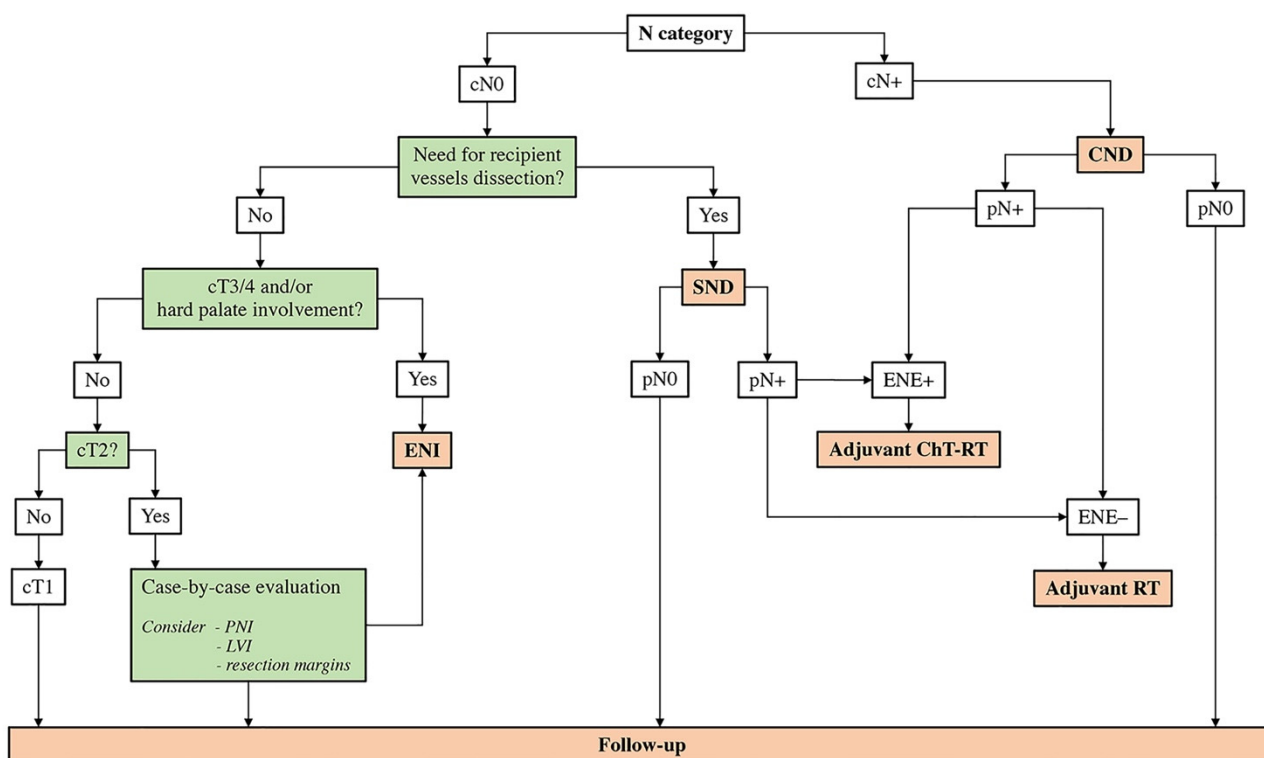 N category
cN0
cN+
Need for recipient
vessels dissection?
CND
No
Yes
pN+
pN0
cT3/4 and/or
hard palate involvement?
SND
No
Yes
pN0
pN+
ENE+
cT2?
ENI
Adjuvant ChT-RT
No
Yes
ENE–
cT1
Case-by-case evaluation
Consider - PNI
- LVI
- resection margins
Adjuvant RT
Follow-up